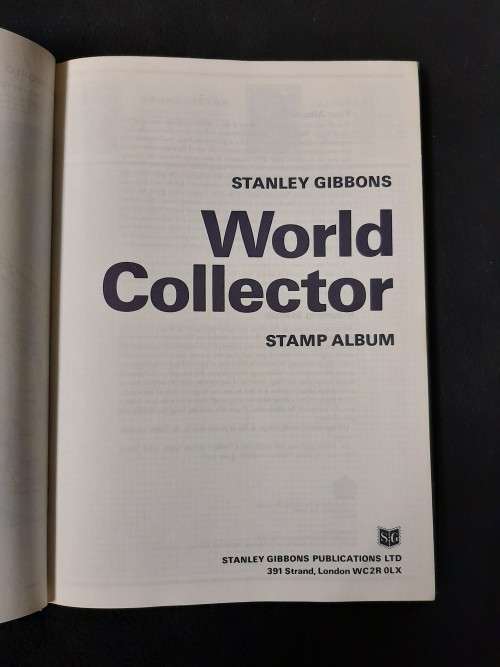 STANLEY GIBBONS
World
Collector
STAMP ALBUM
SG
STANLEY GIBBONS PUBLICATIONS LTD
391 Strand, London WC2R 0LX